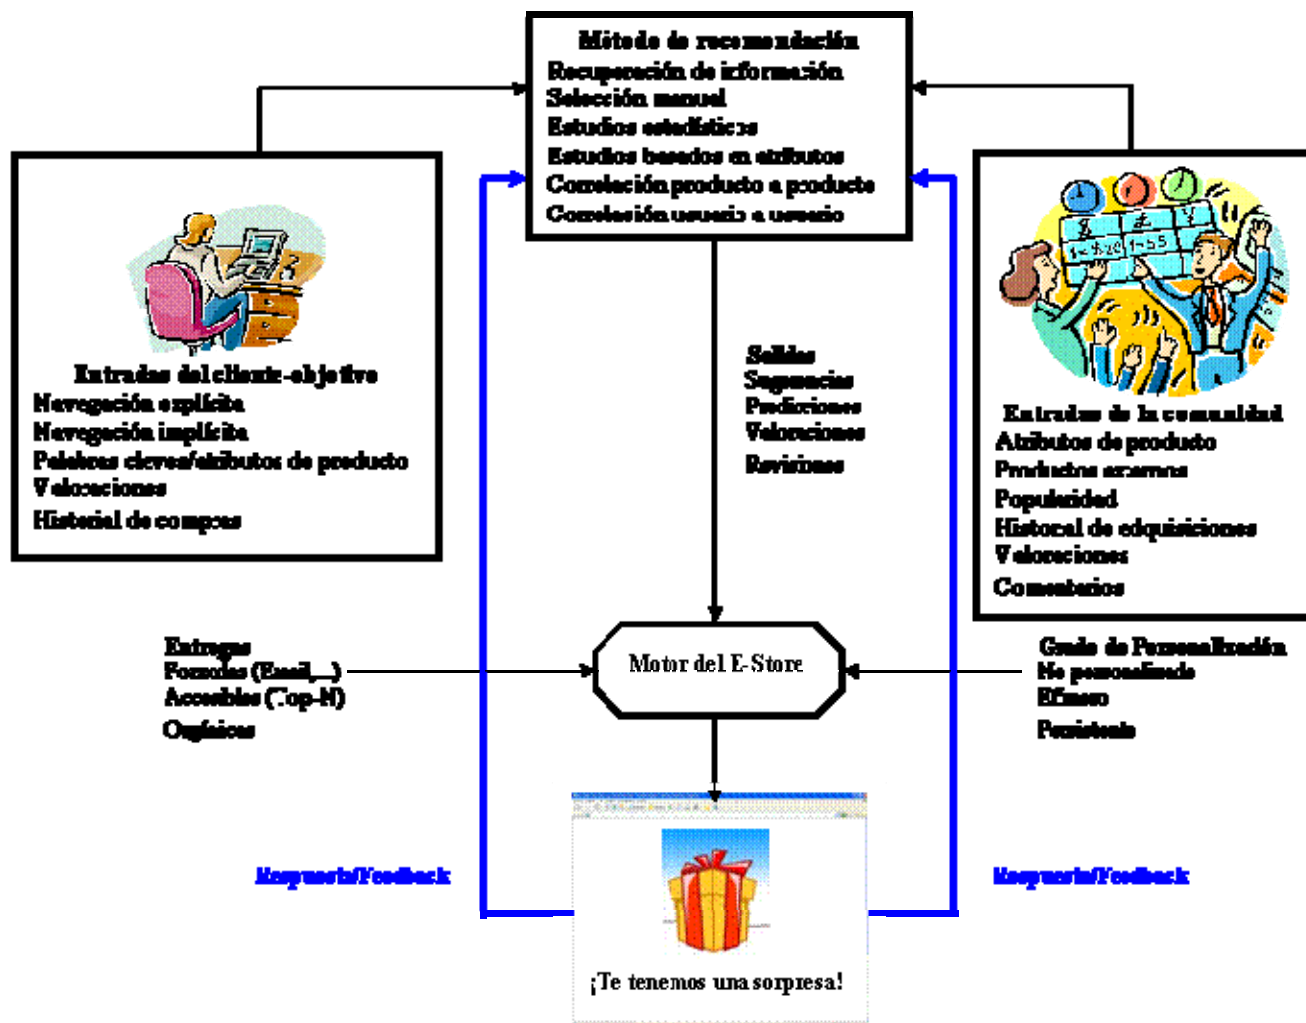 Método de recomendación
Recuperación de información
Selección manual
Estudios estadísticos
Estudios basados en atributos
Correlación producto a producto
Correlación usuario a usuario
Entradas del cliente-objetivo
Navegación explícita
Navegación implícita
Palabras claves/atributos de producto
Valoraciones
Historial de compras
Salidas
Sugerencias
Predicciones
Valoraciones
Revisiones
Entradas de la comunidad
Atributos de producto
Productos externos
Popularidad
Historial de adquisiciones
Valoraciones
Comentarios
Entregas
Forzadas (Email,...)
Accesibles (Top-N)
Orgánicas
Motor del E-Store
Grado de Personalización
No personalizado
Efímero
Persistente
Respuesta/Feedback
Respuesta/Feedback
¡Te tenemos una sorpresa!